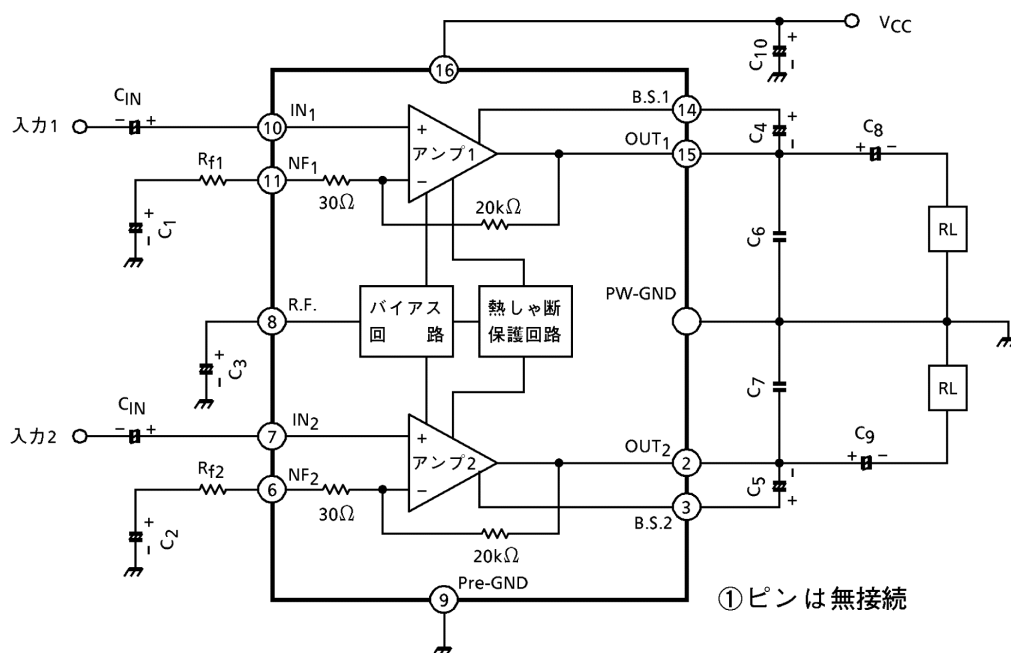 VCC
C10
16
CIN
IN1
B.S.1
14
入力1
10
C4
C8
Rf1
NF1
アンプ1
OUT1
15
11
30Ω
20kΩ
C1
C6
RL
R.F.
バイアス
回路
熱しゃ断
保護回路
PW-GND
8
C3
C7
RL
CIN
IN2
入力2
7
OUT2
2
C9
Rf2
NF2
アンプ2
C5
6
30Ω
3
B.S.2
C2
20kΩ
Pre-GND
9
①ピンは無接続